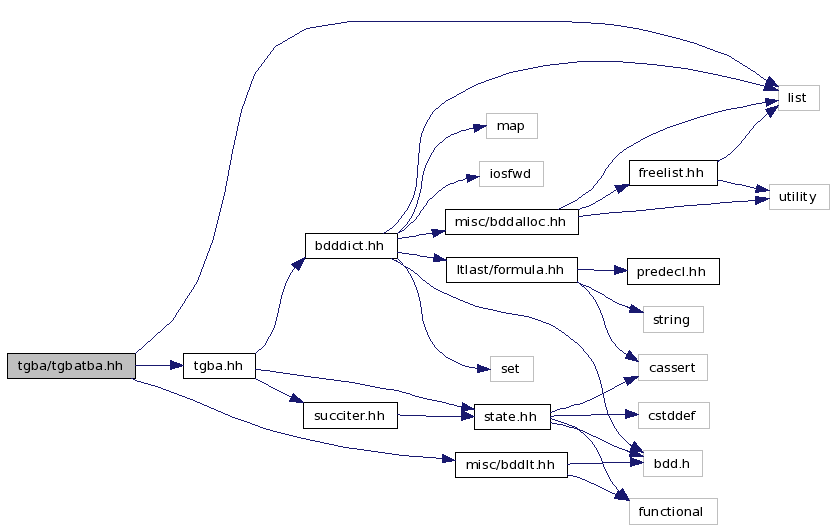 list
map
iosfwd
freelist.hh
utility
misc/bddalloc.hh
bdddict.hh
ltlast/formula.hh
predecl.hh
string
tgba/tgbatba.hh
tgba.hh
set
cassert
succiter.hh
state.hh
cstddef
misc/bddlt.hh
bdd.h
functional